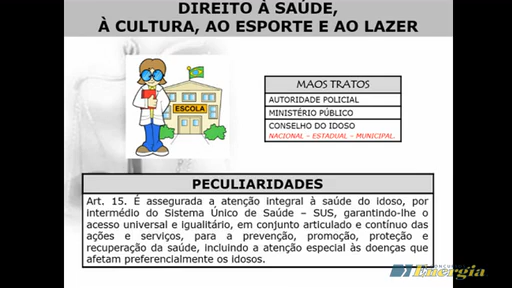 DIREITO À SAÚDE,
À CULTURA, AO ESPORTE E AO LAZER
ESCOLA
MAOS TRATOS
AUTORIDADE POLICIAL
MINISTÉRIO PÚBLICO
CONSELHO DO IDOSO
NACIONAL – ESTADUAL – MUNICIPAL.
PECULIARIDADES
Art. 15. É assegurada a atenção integral à saúde do idoso, por
intermédio do Sistema Único de Saúde – SUS, garantindo-lhe o
acesso universal e igualitário, em conjunto articulado e contínuo das
ações e serviços, para a prevenção, promoção, proteção e
recuperação da saúde, incluindo a atenção especial às doenças que
afetam preferencialmente os idosos.
Energia